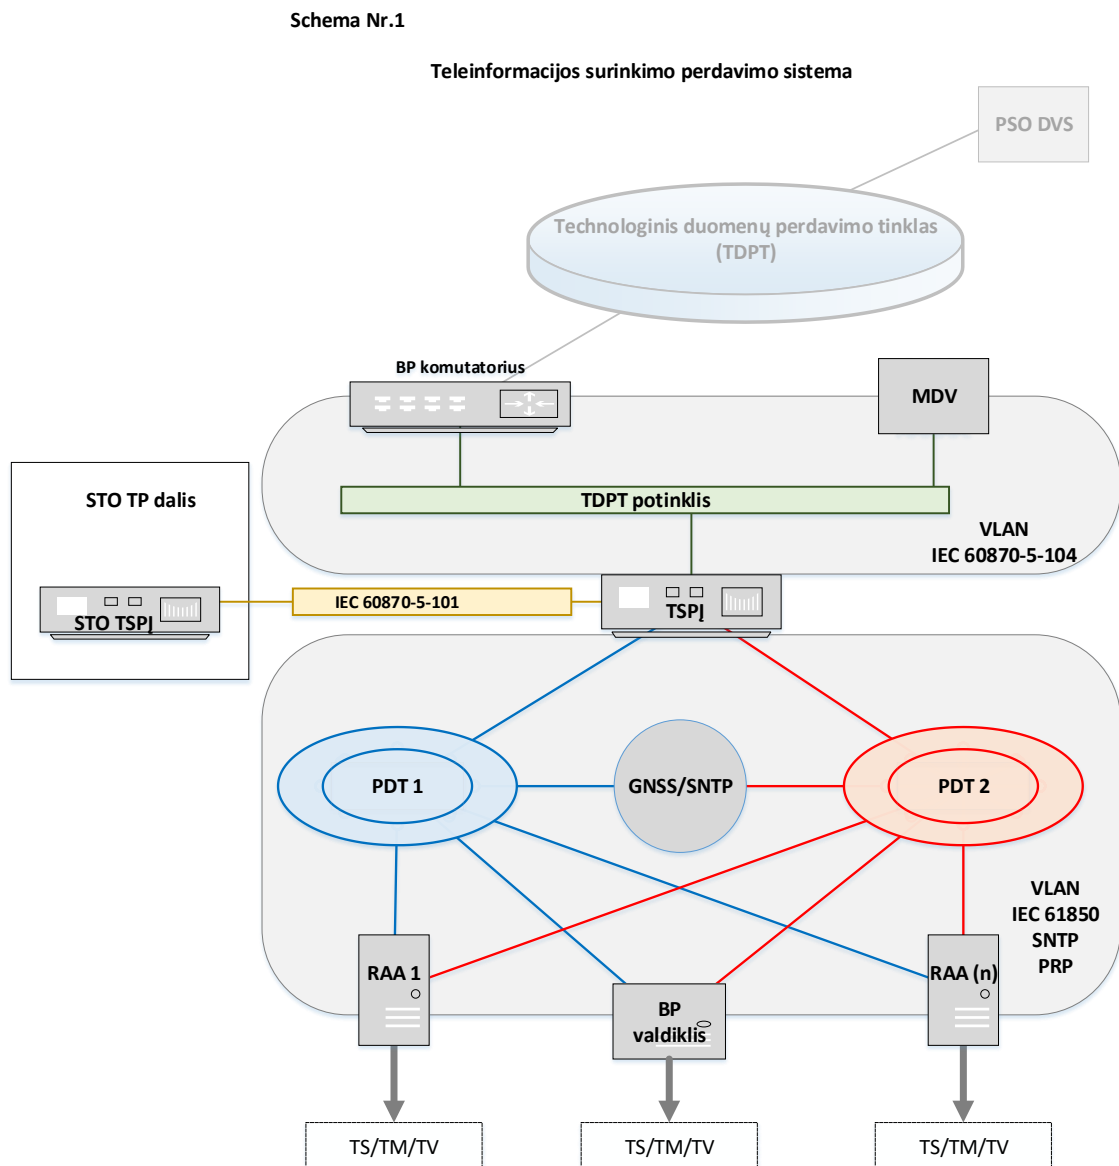 Schema Nr.1
Teleinformacijos surinkimo perdavimo sistema
PSO DVS
Technologinis duomenų perdavimo tinklas
(TDPT)
BP komutatorius
MDV
STO TP dalis
TDPT potinklis
VLAN
IEC 60870-5-104
IEC 60870-5-101
TSPĮ
STO TSPĮ
PDT 1
GNSS/SNTP
PDT 2
VLAN
IEC 61850
SNTP
PRP
RAA 1
RAA (n)
BP
valdiklis
TS/TM/TV
TS/TM/TV
TS/TM/TV